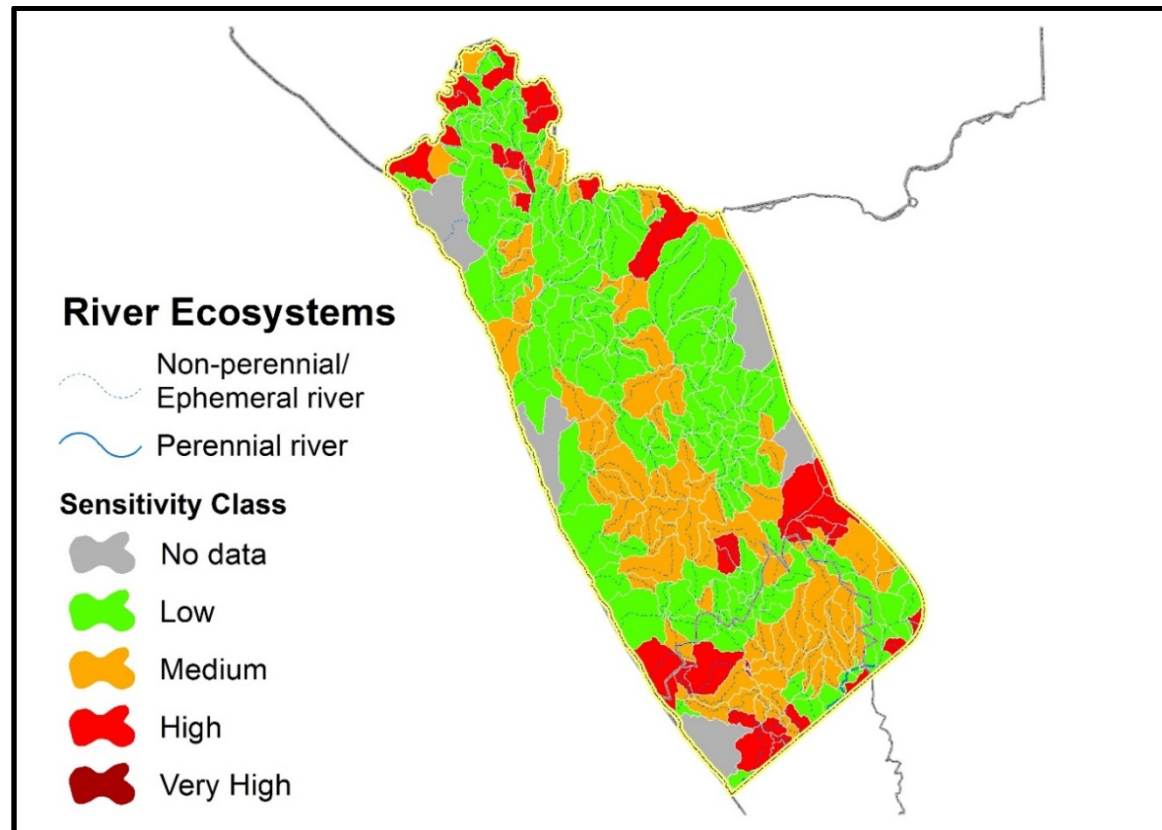 River Ecosystems
Non-perennial/
Ephemeral river
Perennial river
Sensitivity Class
No data
Low
Medium
High
Very High